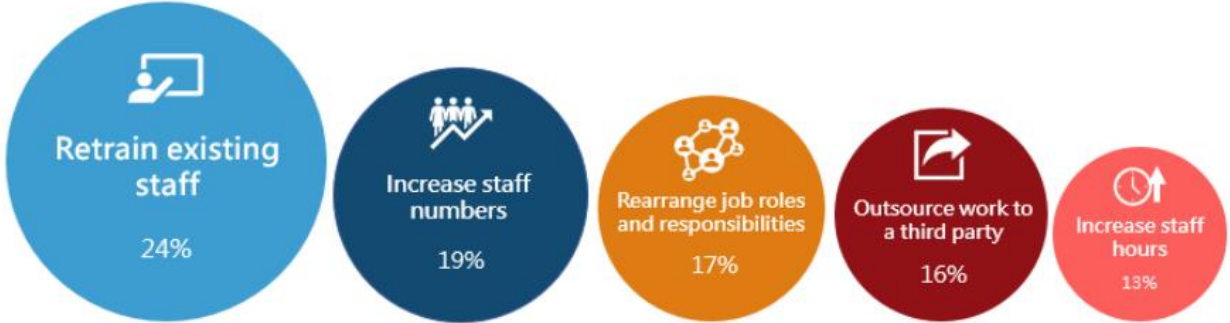 Retrain existing
staff
24%
Increase staff
numbers
19%
Rearrange job roles
and responsibilities
17%
Outsource work to
a third party
16%
Increase staff
hours
13%